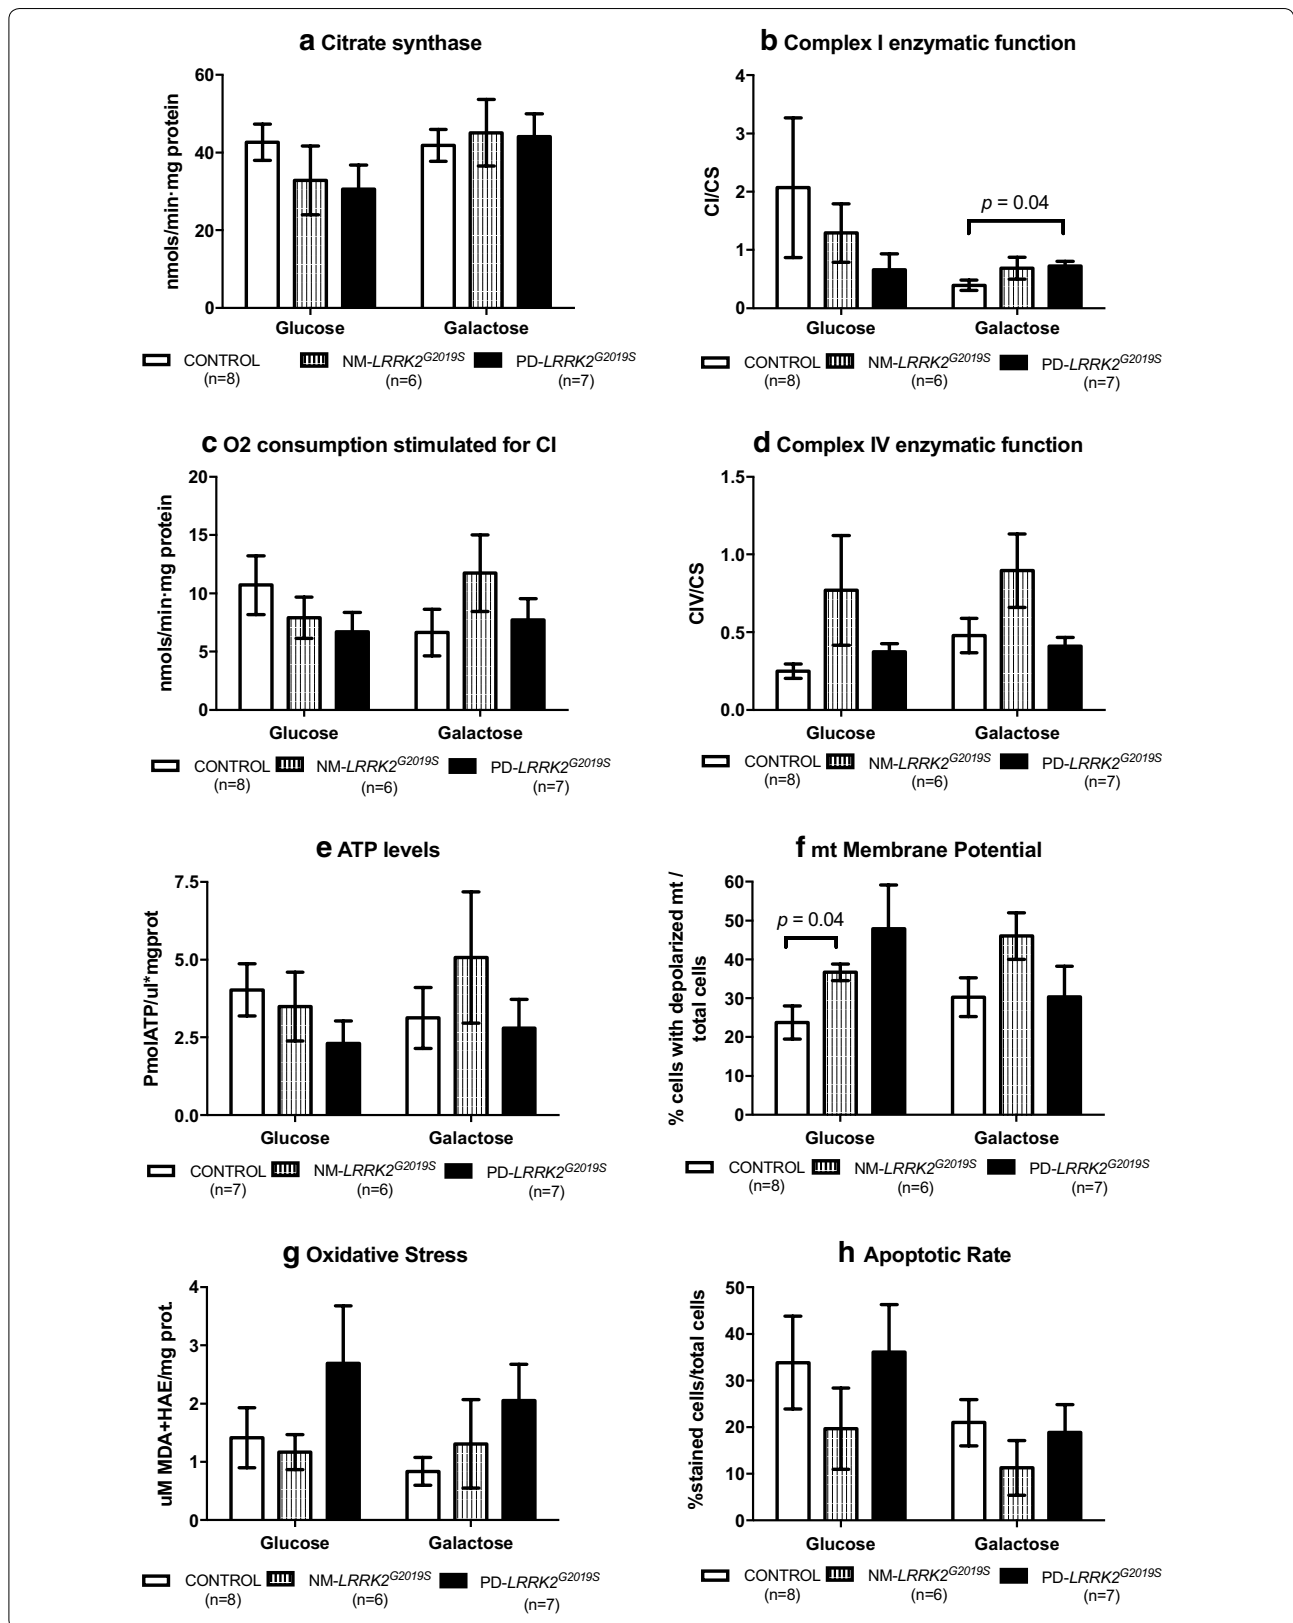 a Citrate synthase
nmols/min·mg protein
60
40
20
0
Glucose Galactose
CONTROL NM-LRRK2G2019S PD-LRRK2G2019S
(n=8) (n=6) (n=7)
b Complex I enzymatic function
CI/CS
4
3
2
1
0
p = 0.04
Glucose Galactose
CONTROL NM-LRRK2G2019S PD-LRRK2G2019S
(n=8) (n=6) (n=7)
c O2 consumption stimulated for CI
nmols/min·mg protein
20
15
10
5
0
Glucose Galactose
CONTROL NM-LRRK2G2019S PD-LRRK2G2019S
(n=8) (n=6) (n=7)
d Complex IV enzymatic function
CIV/CS
1.5
1.0
0.5
0.0
Glucose Galactose
CONTROL NM-LRRK2G2019S PD-LRRK2G2019S
(n=8) (n=6) (n=7)
e ATP levels
PmolATP/ul*mgprot
7.5
5.0
2.5
0.0
Glucose Galactose
CONTROL NM-LRRK2G2019S PD-LRRK2G2019S
(n=7) (n=6) (n=7)
f mt Membrane Potential
% cells with depolarized mt /
total cells
60
50
40
30
20
10
0
p = 0.04
Glucose Galactose
CONTROL NM-LRRK2G2019S PD-LRRK2G2019S
(n=8) (n=6) (n=7)
g Oxidative Stress
uM MDA+HAE/mg prot.
4
3
2
1
0
Glucose Galactose
CONTROL NM-LRRK2G2019S PD-LRRK2G2019S
(n=8) (n=6) (n=7)
h Apoptotic Rate
%stained cells/total cells
50
40
30
20
10
0
Glucose Galactose
CONTROL NM-LRRK2G2019S PD-LRRK2G2019S
(n=8) (n=6) (n=7)